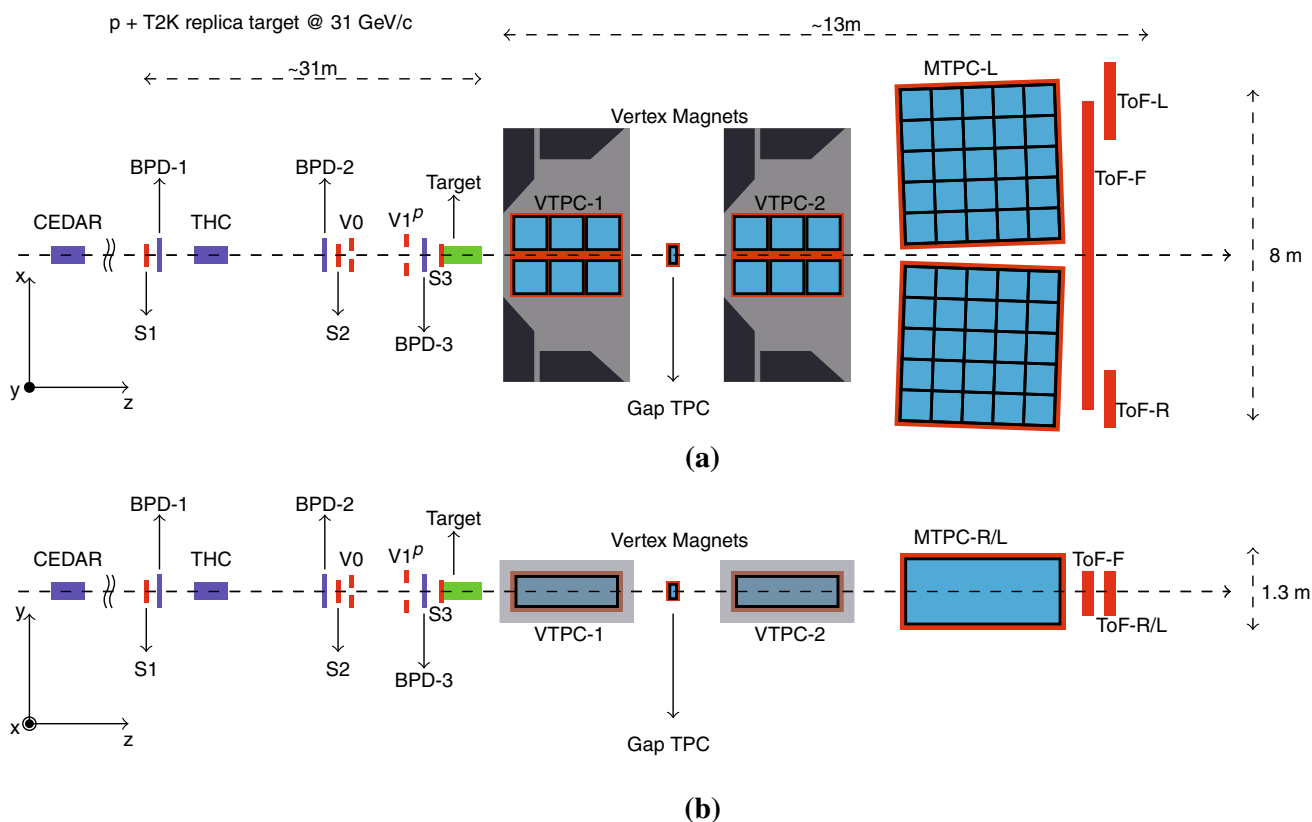 p + T2K replica target @ 31 GeV/c
~13m
~31m
MTPC-L
ToF-L
Vertex Magnets
BPD-1
BPD-2
Target
ToF-F
CEDAR
THC
V0
V1p
VTPC-1
VTPC-2
x
S3
8 m
S1
S2
BPD-3
y
z
Gap TPC
ToF-R
(a)
BPD-1
BPD-2
Target
Vertex Magnets
MTPC-R/L
CEDAR
THC
V0
V1p
ToF-F
y
S3
1.3 m
VTPC-1
VTPC-2
ToF-R/L
S1
S2
BPD-3
x
z
Gap TPC
(b)